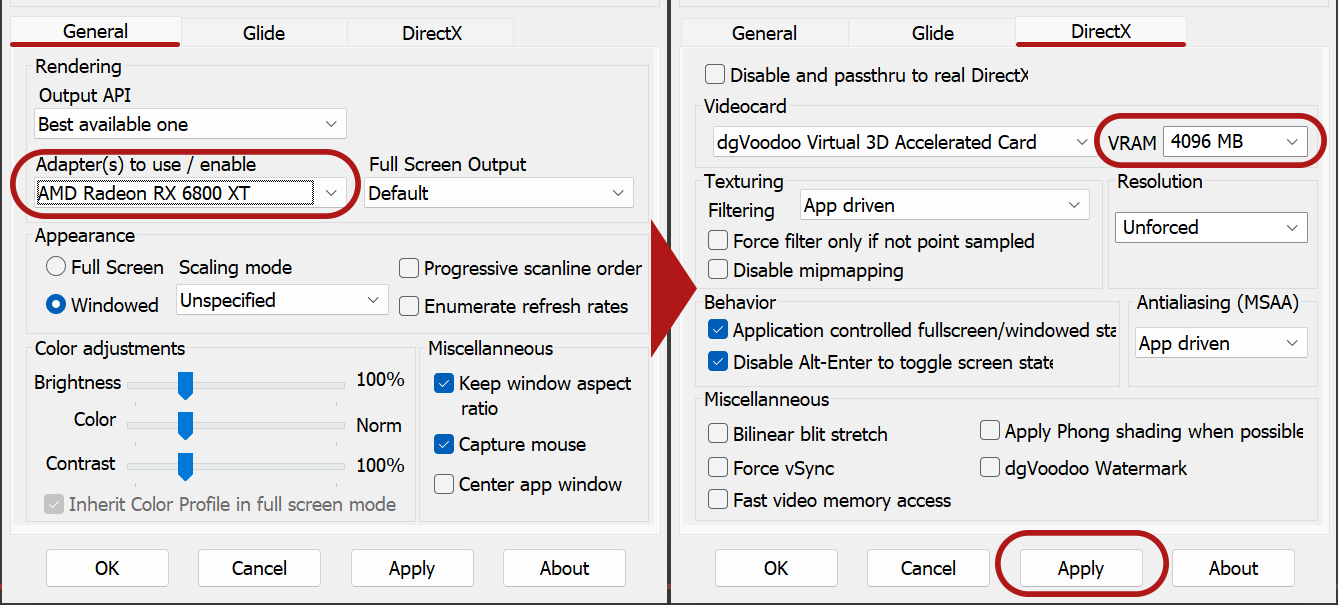 General
Glide
DirectX
Rendering
Output API
Best available one
Adapter(s) to use / enable
Full Screen Output
AMD Radeon RX 6800 XT
Default
Appearance
Full Screen
Scaling mode
Progressive scanline order
Windowed
Unspecified
Enumerate refresh rates
Color adjustments
Brightness
100%
Color
Norm
Contrast
100%
Inherit Color Profile in full screen mode
Miscellaneous
Keep window aspect
ratio
Capture mouse
Center app window
OK
Cancel
Apply
About
General
Glide
DirectX
Disable and passthru to real DirectX
Videocard
dgVoodoo Virtual 3D Accelerated Card
VRAM
4096 MB
Texturing
Filtering
App driven
Force filter only if not point sampled
Disable mipmapping
Resolution
Unforced
Behavior
Application controlled fullscreen/windowed sta
Disable Alt-Enter to toggle screen state
Antialiasing (MSAA)
App driven
Miscellaneous
Bilinear blit stretch
Apply Phong shading when possible
Force vSync
dgVoodoo Watermark
Fast video memory access
OK
Cancel
Apply
About